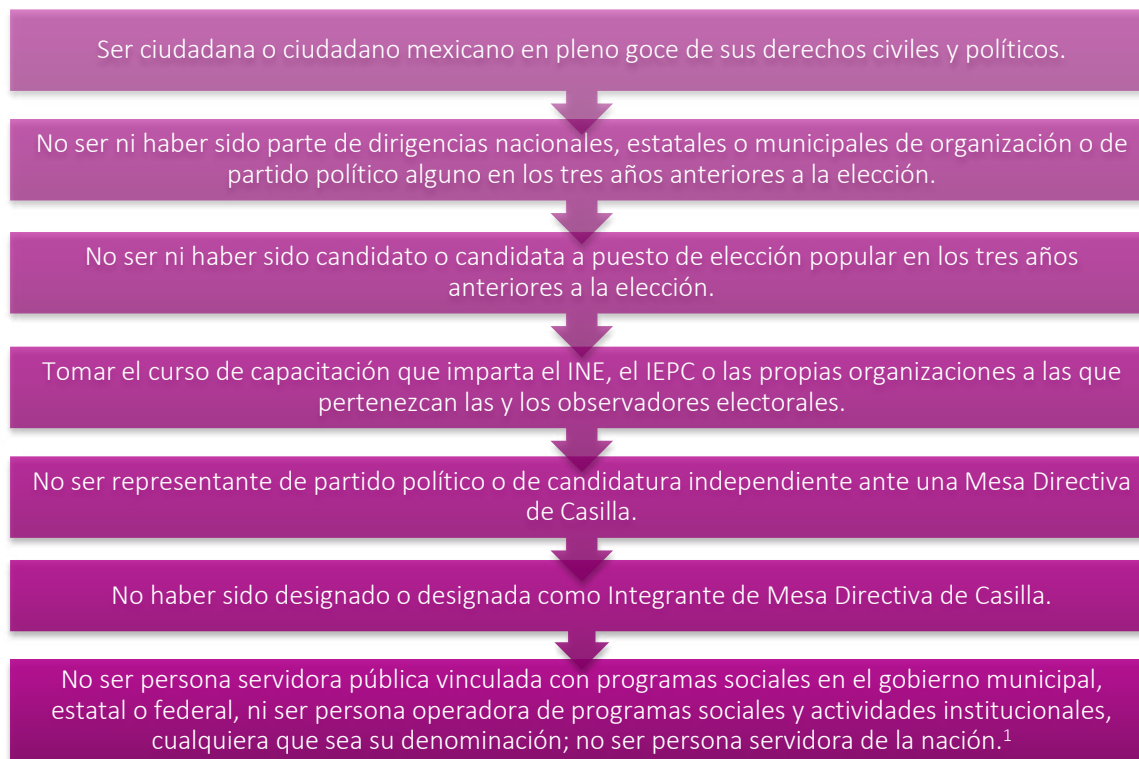 Ser ciudadana o ciudadano mexicano en pleno goce de sus derechos civiles y políticos.
No ser ni haber sido parte de dirigencias nacionales, estatales o municipales de organización o de
partido político alguno en los tres años anteriores a la elección.
No ser ni haber sido candidato o candidata a puesto de elección popular en los tres años
anteriores a la elección.
Tomar el curso de capacitación que imparta el INE, el IEPC o las propias organizaciones a las que
pertenezcan las y los observadores electorales.
No ser representante de partido político o de candidatura independiente ante una Mesa Directiva
de Casilla.
No haber sido designado o designada como Integrante de Mesa Directiva de Casilla.
No ser persona servidora pública vinculada con programas sociales en el gobierno municipal,
estatal o federal, ni ser persona operadora de programas sociales y actividades institucionales,
cualquiera que sea su denominación; no ser persona servidora de la nación.¹